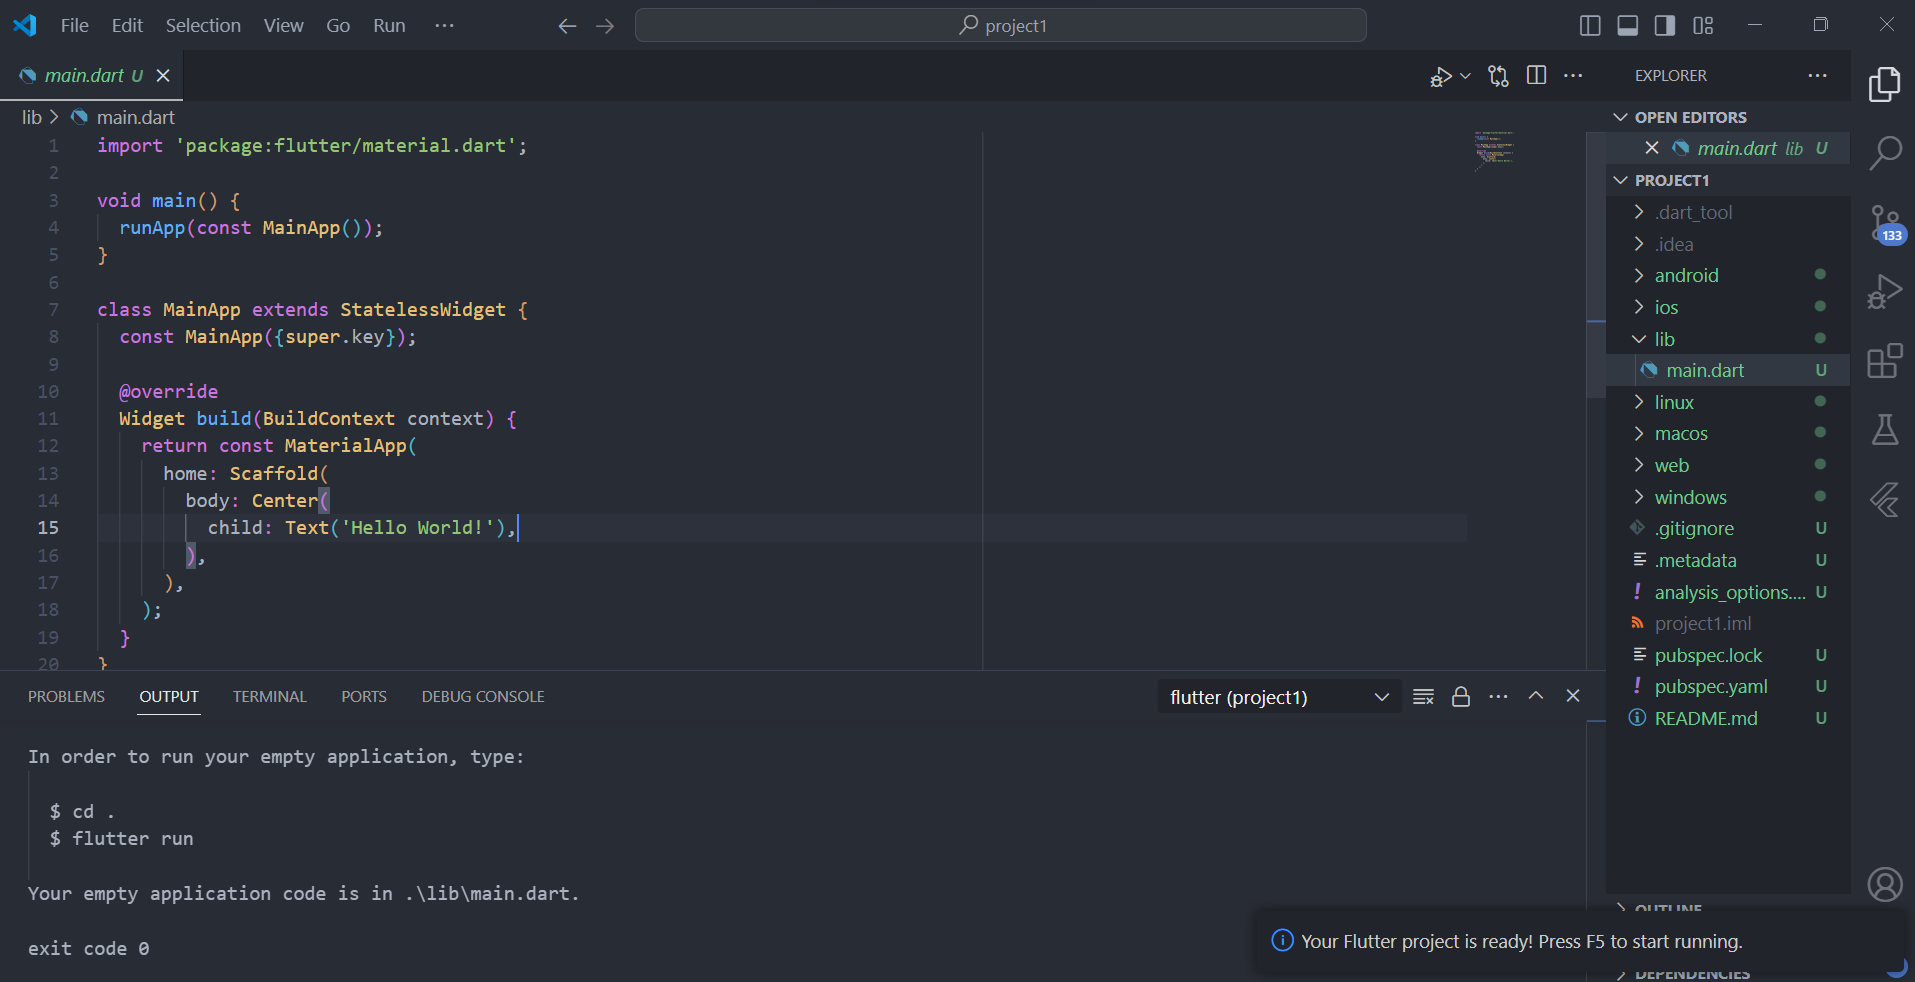 File Edit Selection View Go Run ··· project1
main.dart U
EXPLORER
lib > main.dart
1 import 'package:flutter/material.dart';
2
3 void main() {
4 runApp(const MainApp());
5 }
6
7 class MainApp extends StatelessWidget {
8 const MainApp({super.key});
9
10 @override
11 Widget build(BuildContext context) {
12 return const MaterialApp(
13 home: Scaffold(
14 body: Center(
15 child: Text('Hello World!'),
16 ),
17 ),
18 );
19 }
20 }
OPEN EDITORS
main.dart lib U
PROJECT1
.dart_tool
.idea
android
ios
lib
main.dart U
linux
macos
web
windows
.gitignore U
.metadata U
analysis_options.... U
project1.iml
pubspec.lock U
pubspec.yaml U
README.md U
OUTLINE
DEPENDENCIES
133
PROBLEMS OUTPUT TERMINAL PORTS DEBUG CONSOLE flutter (project1)
In order to run your empty application, type:
$ cd .
$ flutter run
Your empty application code is in .\lib\main.dart.
exit code 0
Your Flutter project is ready! Press F5 to start running.